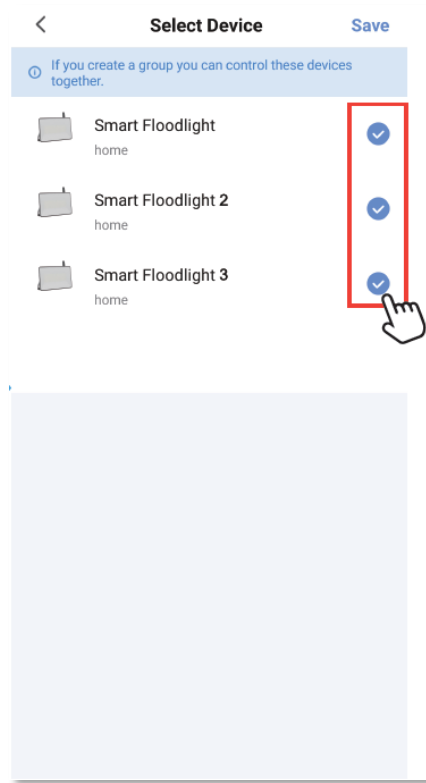 Select Device
Save
If you create a group you can control these devices
together.
Smart Floodlight
home
Smart Floodlight 2
home
Smart Floodlight 3
home